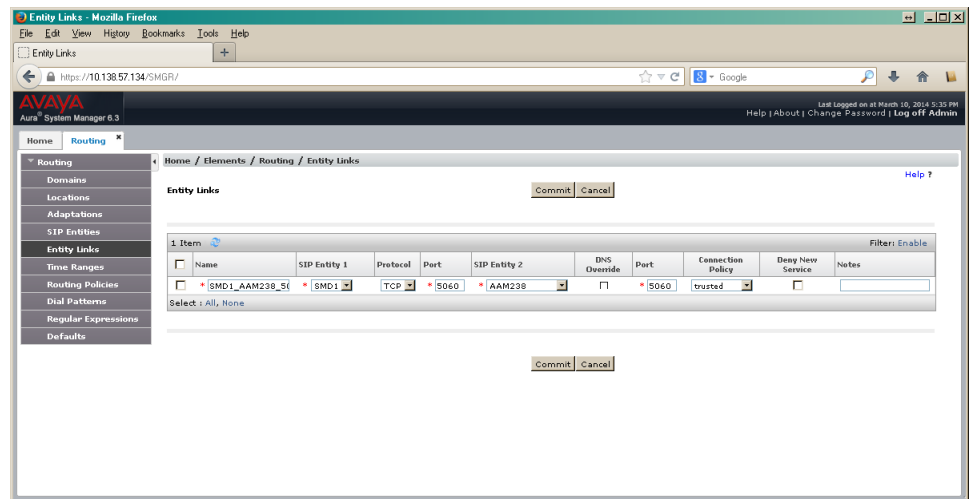 Entity Links - Mozilla Firefox
File Edit View History Bookmarks Tools Help
Entity Links
https://10.138.57.134/SMGR/
Google
AVAYA
Aura® System Manager 6.3
Last Logged on at March 10, 2014 5:35 PM
Help | About | Change Password | Log off Admin
Home Routing ×
Routing
Domains
Locations
Adaptations
SIP Entities
Entity Links
Time Ranges
Routing Policies
Dial Patterns
Regular Expressions
Defaults
Home / Elements / Routing / Entity Links
Help ?
Entity Links
Commit Cancel
1 Item
Filter: Enable
Name SIP Entity 1 Protocol Port SIP Entity 2 DNS Override Port Connection Policy Deny New Service Notes
* SMD1_AAM238_50 * SMD1 TCP * 5060 * AAM238 * 5060 trusted
Select : All, None
Commit Cancel